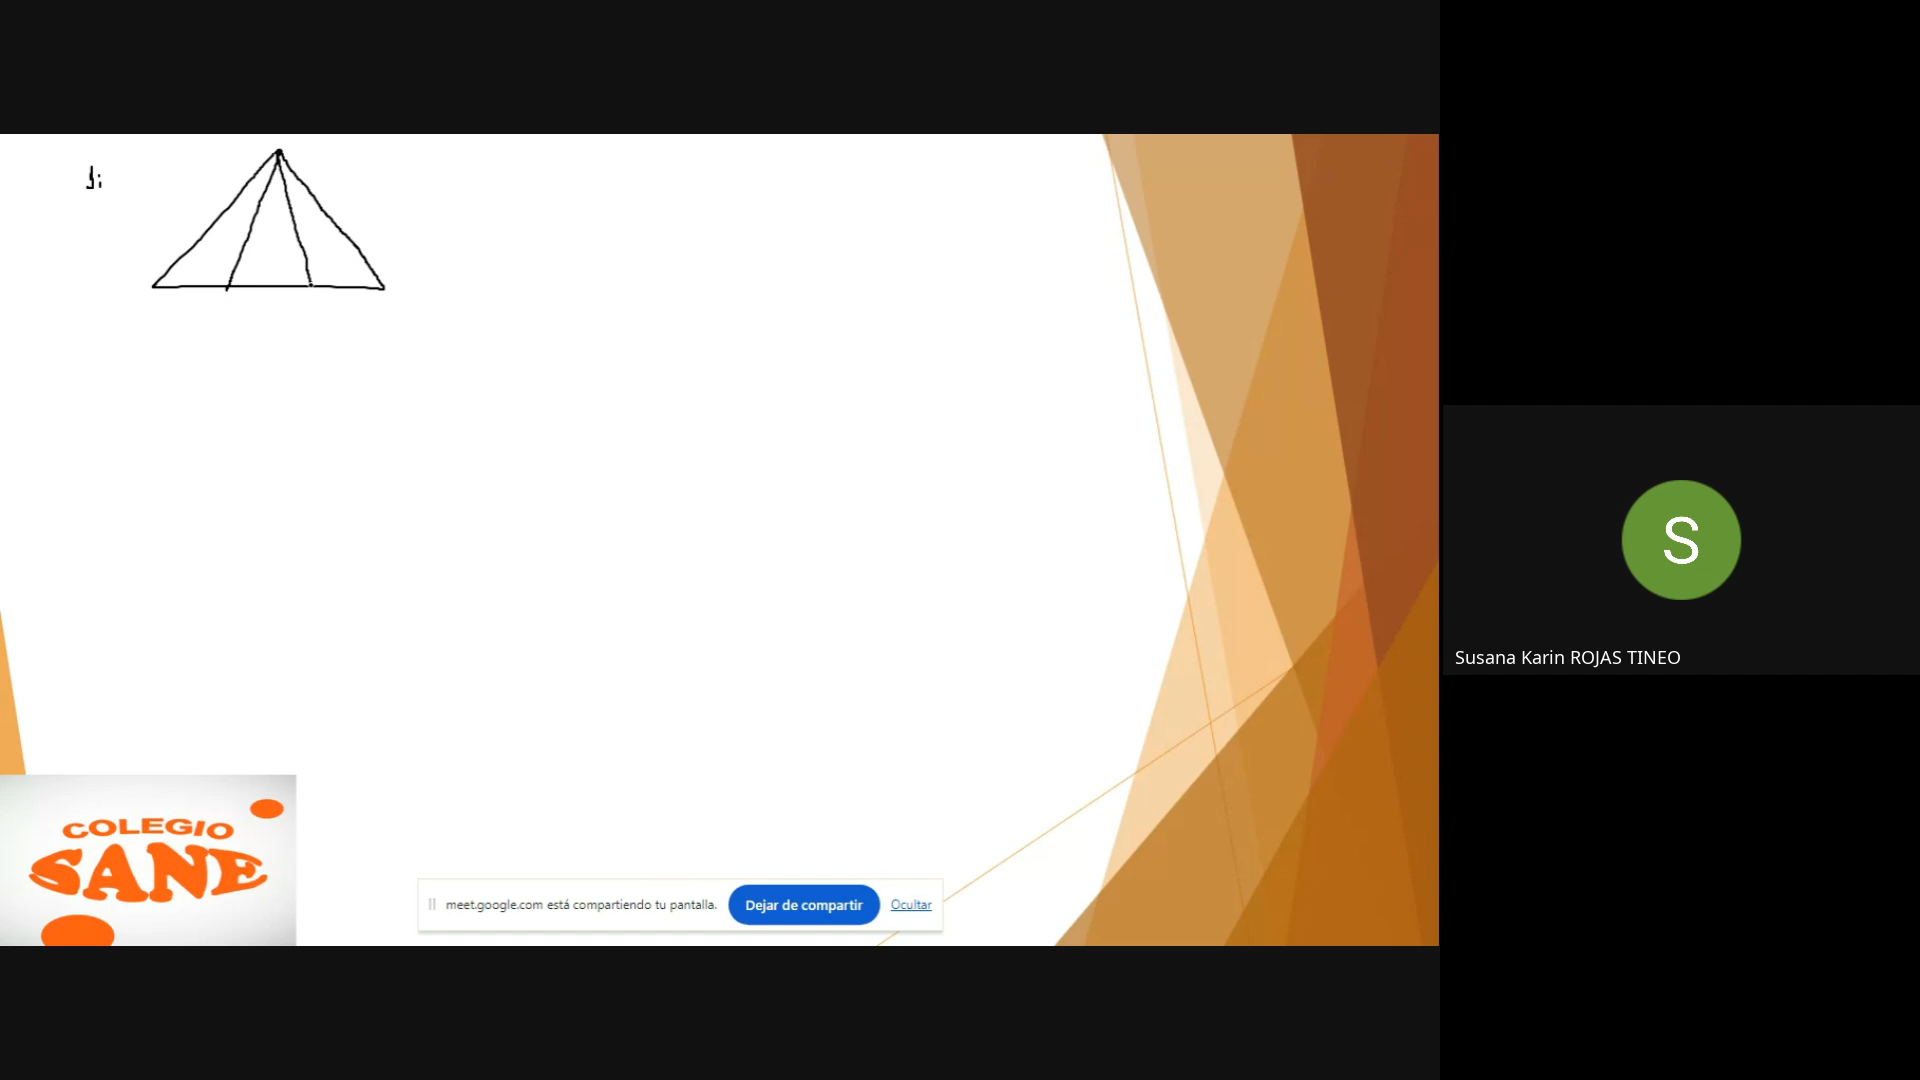 COLEGIO
SANE
meet.google.com está compartiendo tu pantalla.
Dejar de compartir
Ocultar
S
Susana Karin ROJAS TINEO